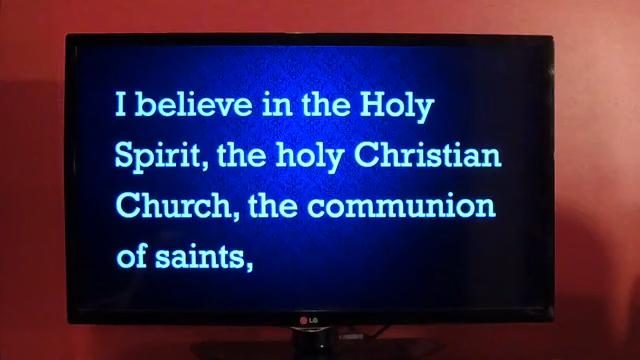 I believe in the Holy
Spirit, the holy Christian
Church, the communion
of saints,
LG